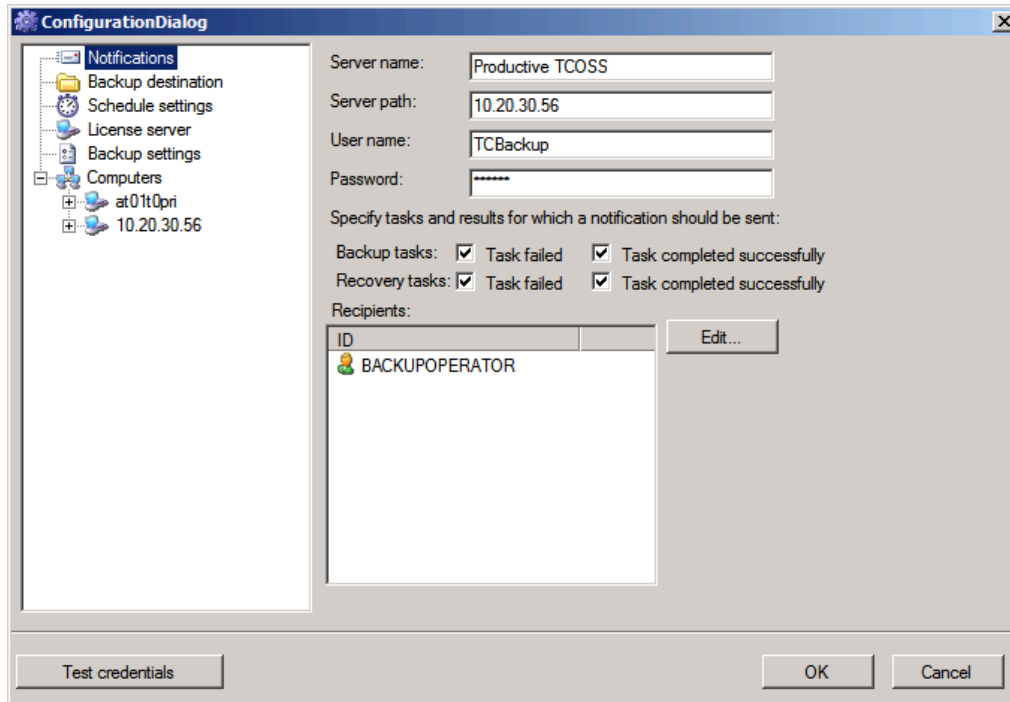 ConfigurationDialog
Notifications
Backup destination
Schedule settings
License server
Backup settings
Computers
at01t0pri
10.20.30.56
Server name: Productive TCOSS
Server path: 10.20.30.56
User name: TCBackup
Password: ******
Specify tasks and results for which a notification should be sent:
Backup tasks: Task failed Task completed successfully
Recovery tasks: Task failed Task completed successfully
Recipients:
Edit...
ID
BACKUPOPERATOR
Test credentials
OK
Cancel